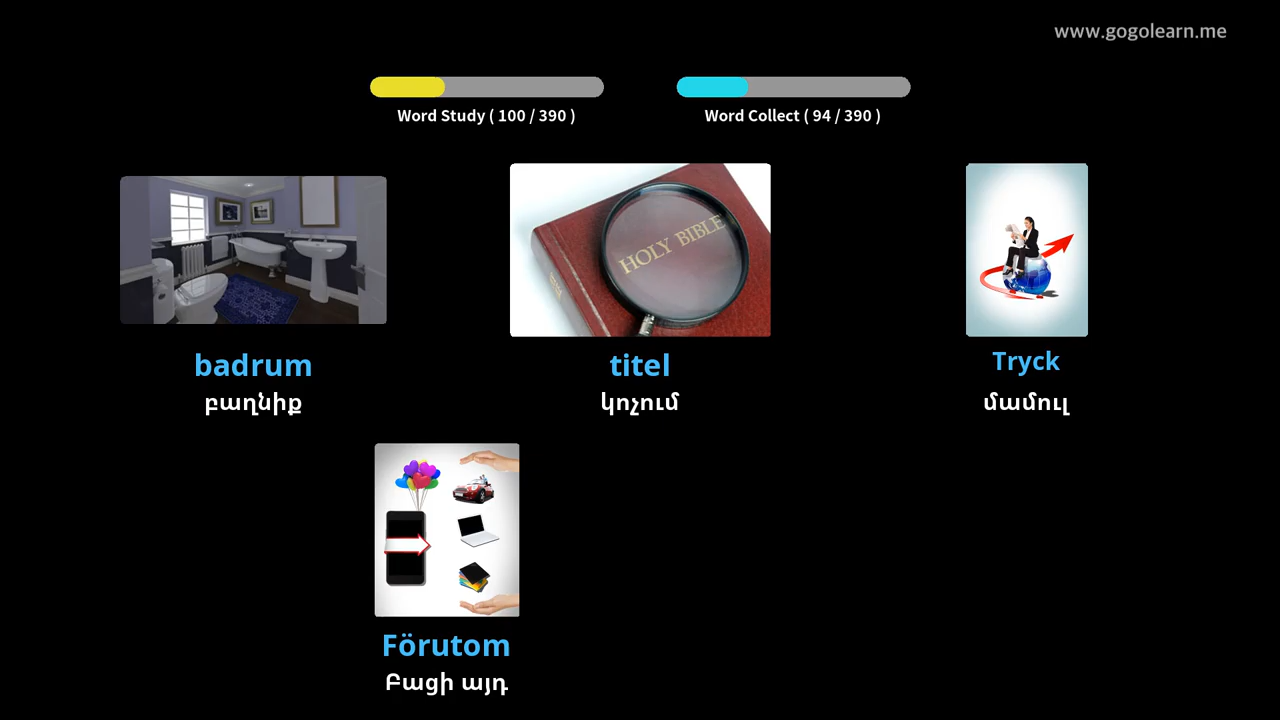 www.gogolearn.me
Word Study ( 100 / 390 )
Word Collect ( 94 / 390 )
HOLY BIBLE
badrum
բաղնիք
titel
կոչում
Tryck
մամուլ
Förutom
Բացի այդ